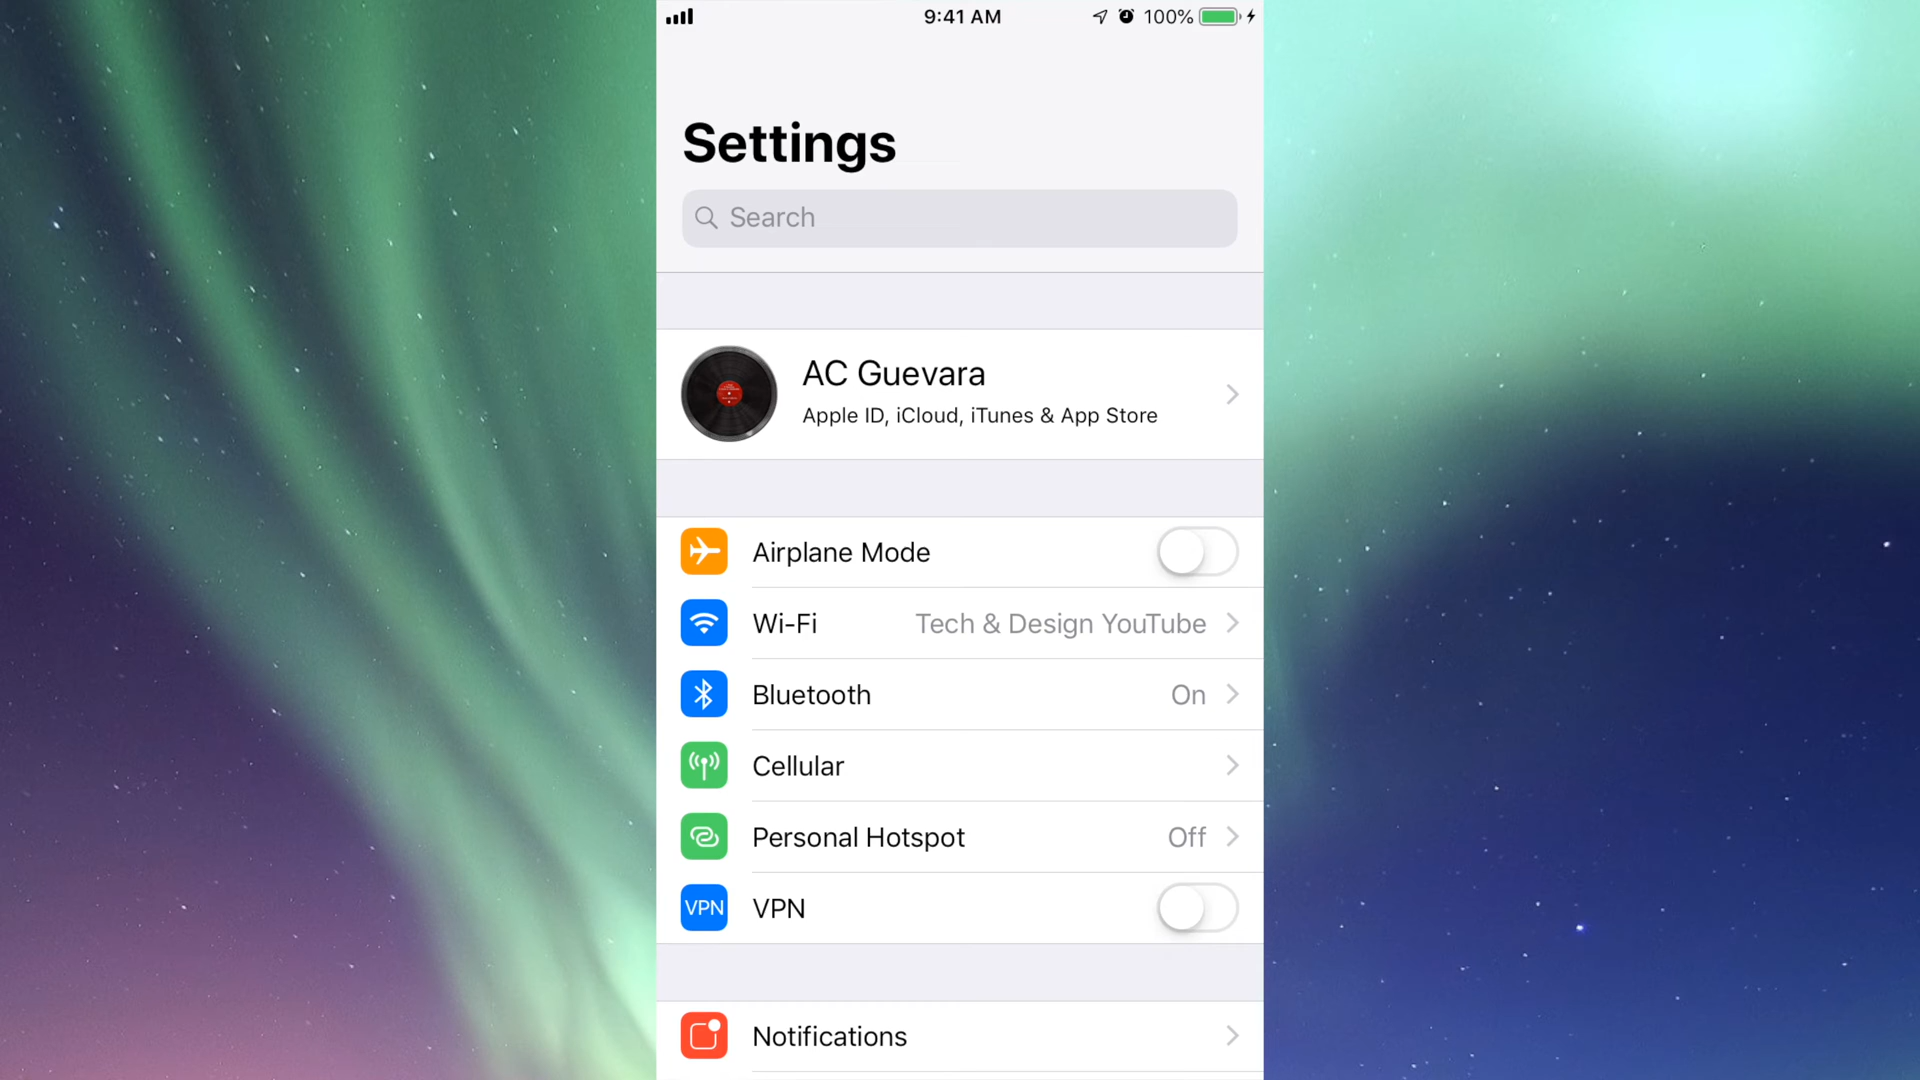 9:41 AM 100%
Settings
Search
AC Guevara
Apple ID, iCloud, iTunes & App Store
Airplane Mode
Wi-Fi Tech & Design YouTube
Bluetooth On
Cellular
Personal Hotspot Off
VPN VPN
Notifications